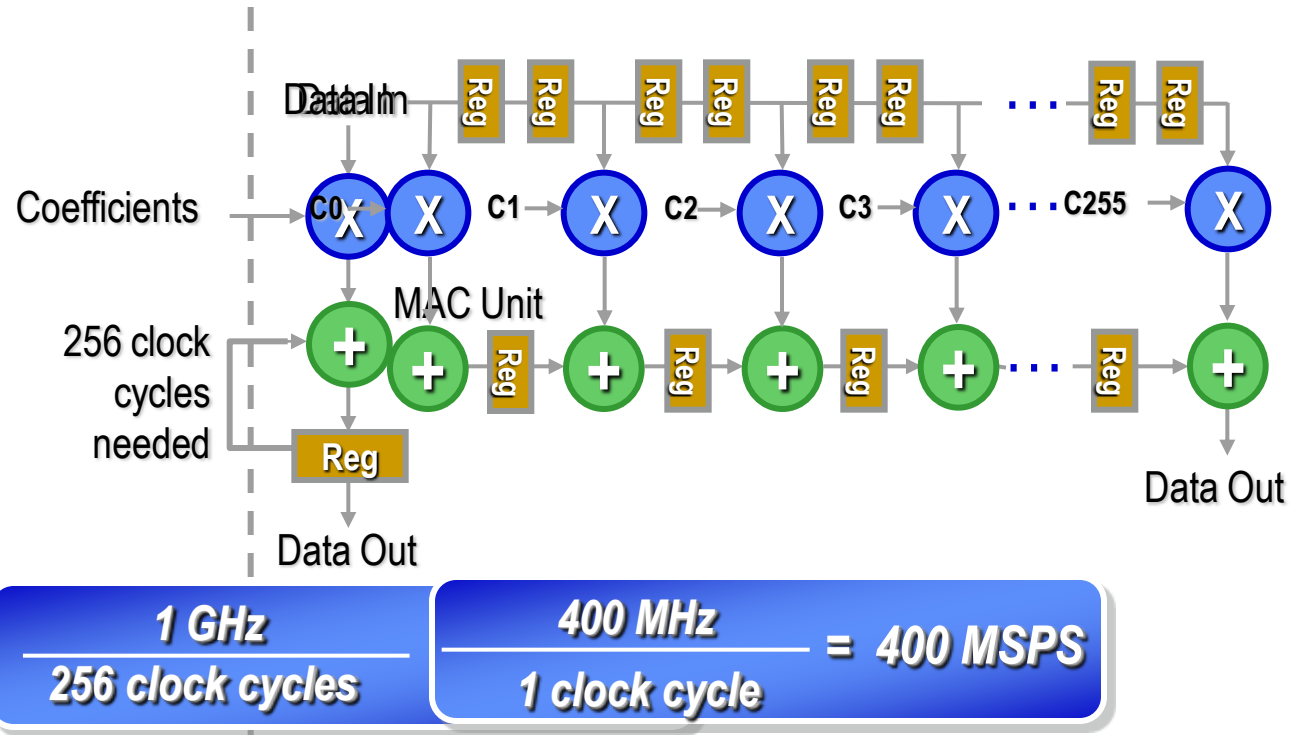 Data In
Data In
Reg Reg Reg Reg Reg Reg ... Reg Reg
Coefficients
X C0 X C1 X C2 X C3 X ... C255 X
MAC Unit
256 clock
cycles
needed
+ + Reg + Reg + Reg + ... Reg +
Reg
Data Out
Data Out
1 GHz
256 clock cycles
400 MHz
1 clock cycle
= 400 MSPS